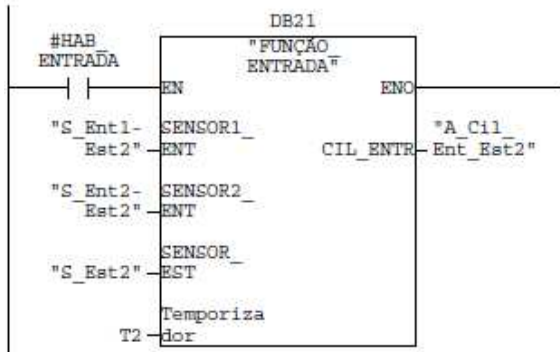 DB21
#HAB_
ENTRADA
"FUNÇÃO_
ENTRADA"
EN
ENO
"S_Ent1-
Est2"
SENSOR1_
ENT
CIL_ENTR
"A_Cil_
Ent_Est2"
"S_Ent2-
Est2"
SENSOR2_
ENT
"S_Est2"
SENSOR_
EST
T2
Temporiza
dor